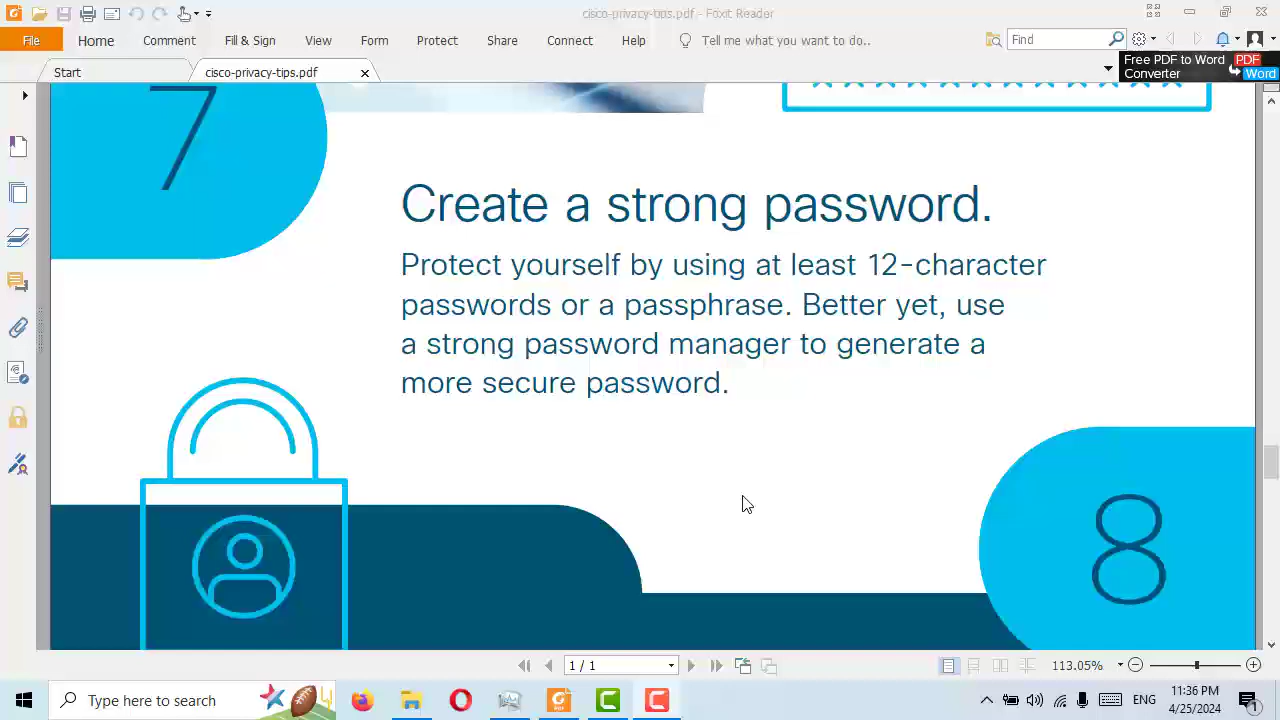 cisco-privacy-tips.pdf - Foxit Reader
File
Home
Comment
Fill & Sign
View
Form
Protect
Share
Connect
Help
Tell me what you want to do..
Find
Start
cisco-privacy-tips.pdf
Free PDF to Word
Converter
PDF
Word
7
Create a strong password.
Protect yourself by using at least 12-character
passwords or a passphrase. Better yet, use
a strong password manager to generate a
more secure password.
8
1 / 1
113.05%
Type here to search
ENG
11:36 PM
4/25/2024
1